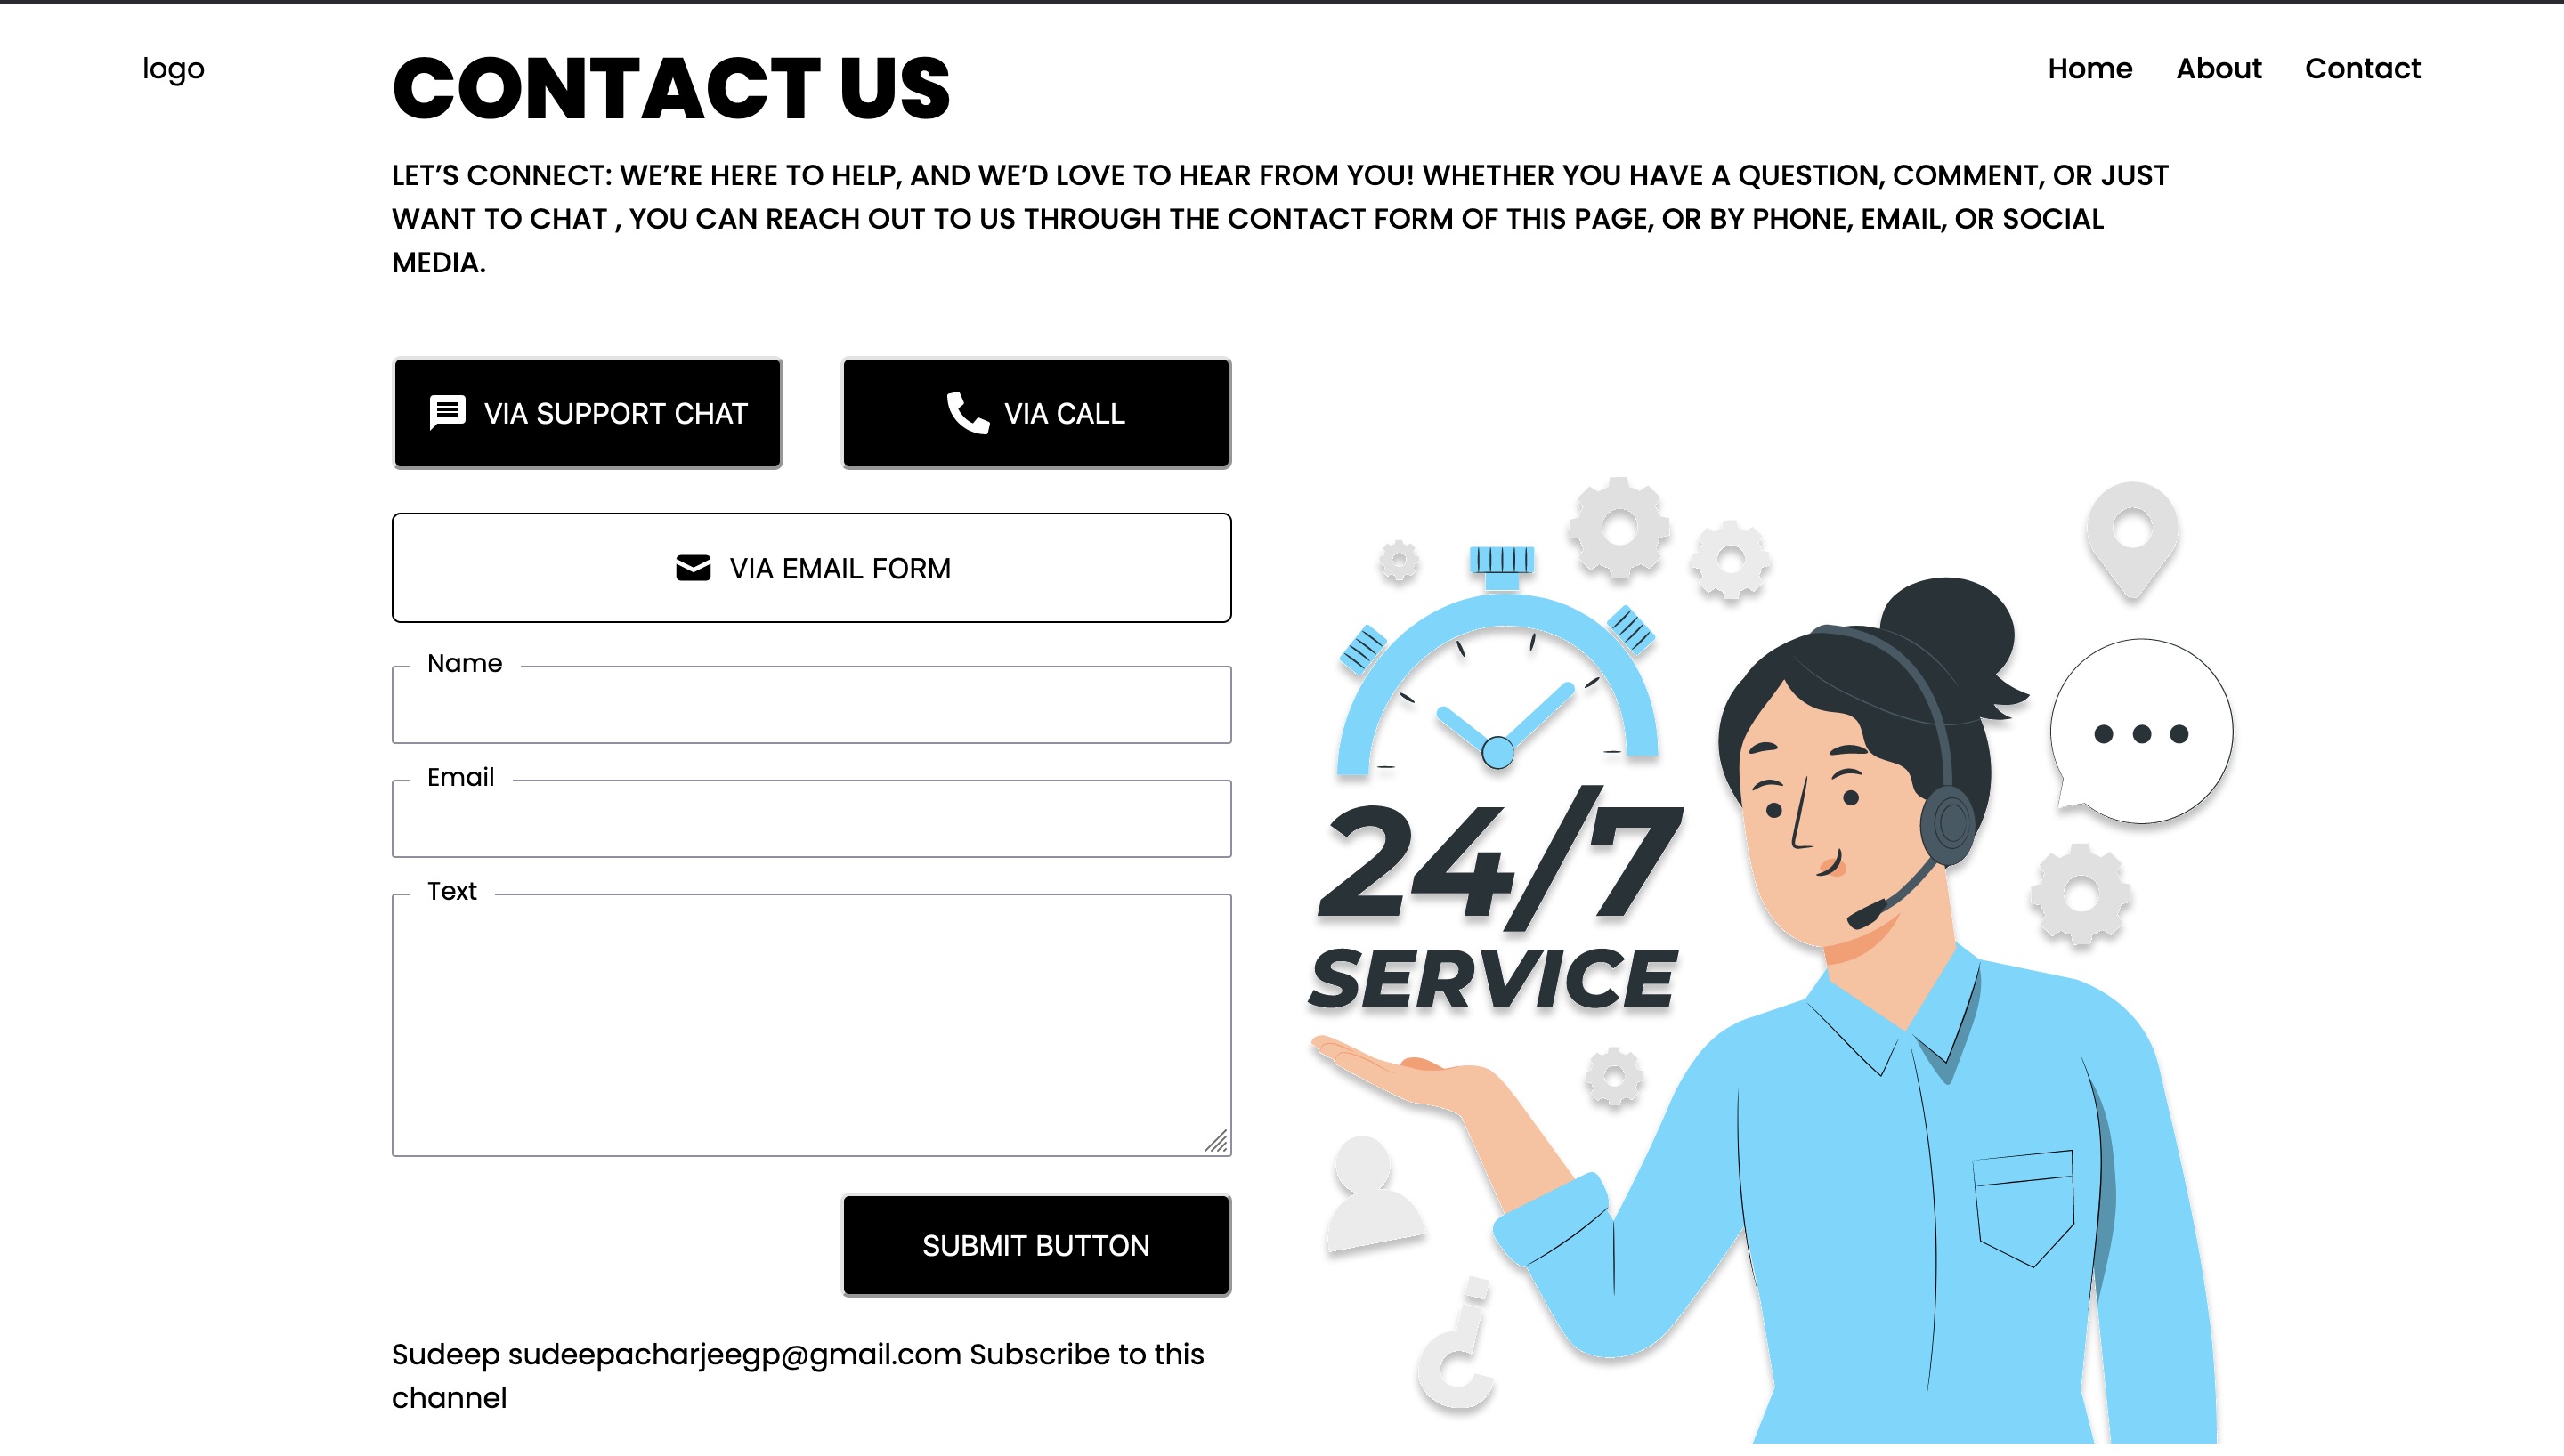 logo
CONTACT US
Home About Contact
LET’S CONNECT: WE’RE HERE TO HELP, AND WE’D LOVE TO HEAR FROM YOU! WHETHER YOU HAVE A QUESTION, COMMENT, OR JUST
WANT TO CHAT , YOU CAN REACH OUT TO US THROUGH THE CONTACT FORM OF THIS PAGE, OR BY PHONE, EMAIL, OR SOCIAL
MEDIA.
VIA SUPPORT CHAT
VIA CALL
VIA EMAIL FORM
Name
Email
Text
SUBMIT BUTTON
Sudeep sudeepacharjeegp@gmail.com Subscribe to this
channel
24/7
SERVICE